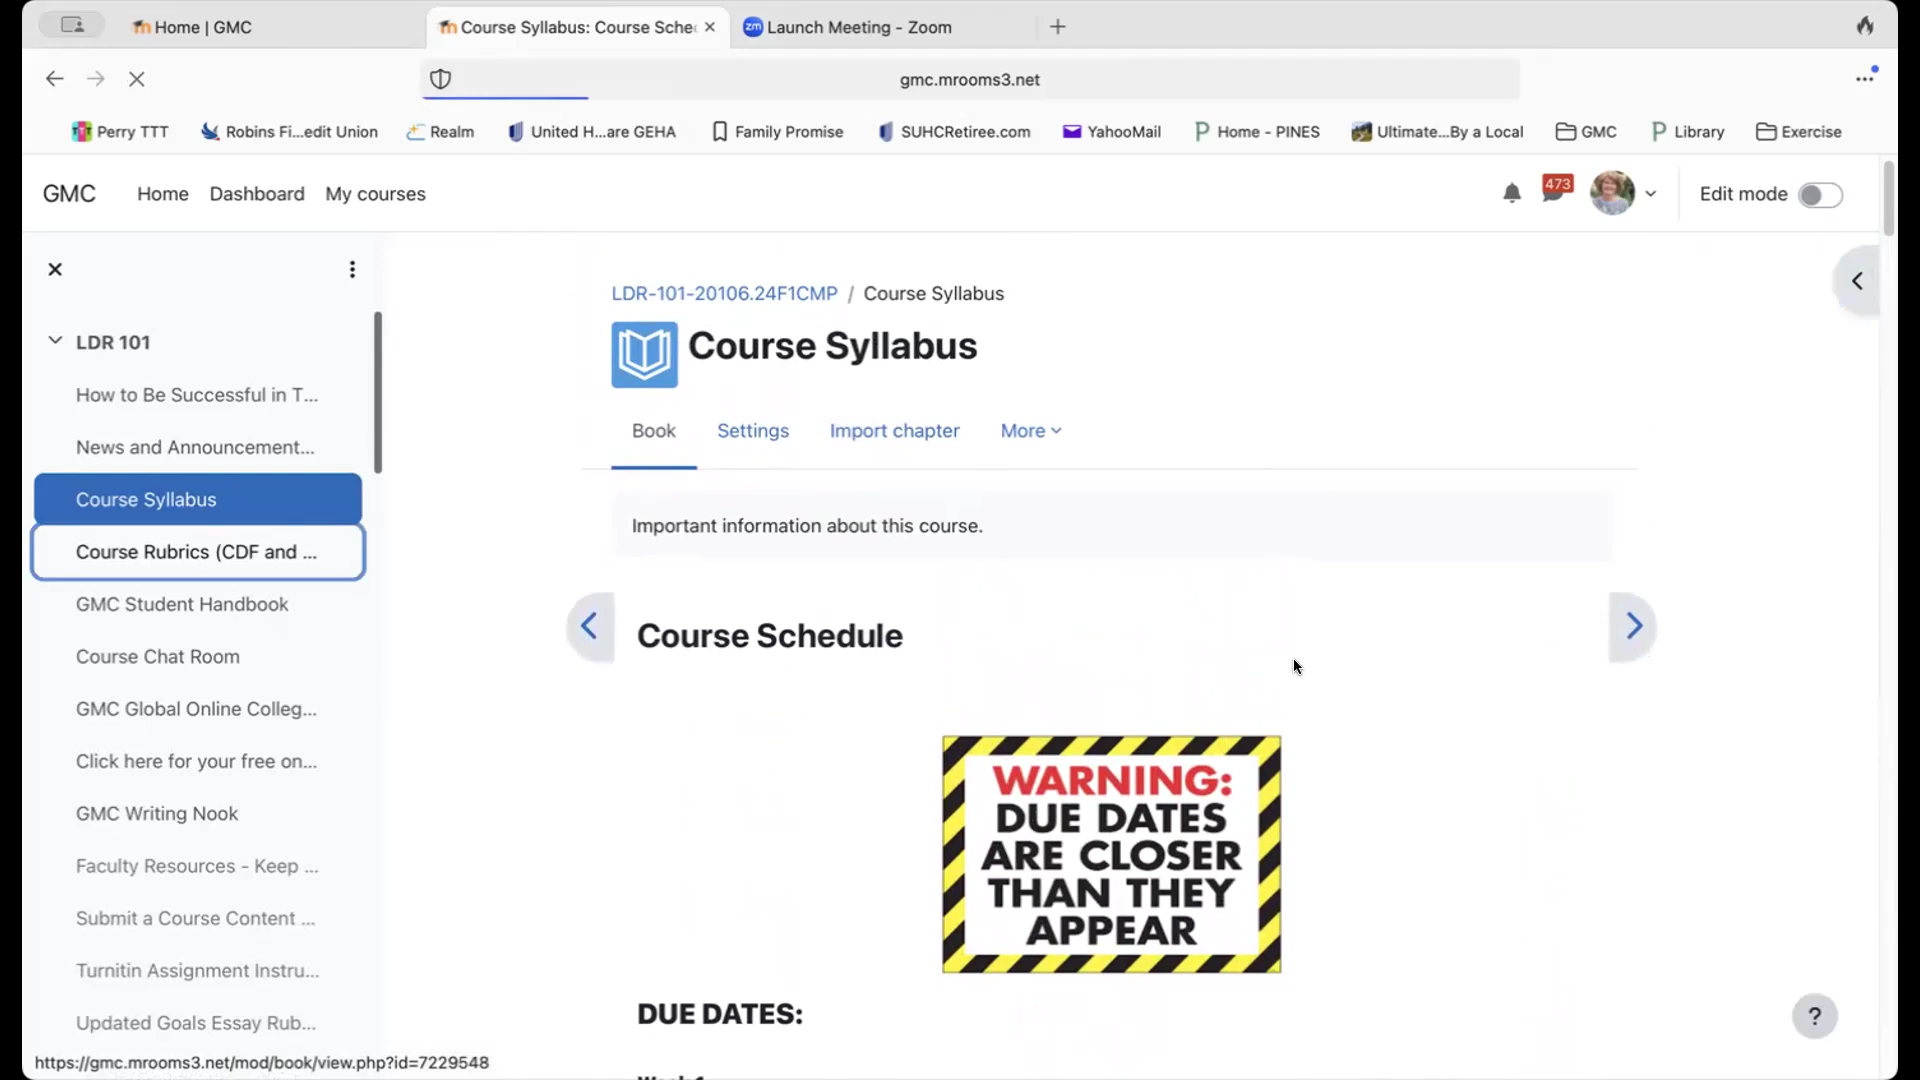 Home | GMC
Course Syllabus: Course Sche
zm Launch Meeting - Zoom
gmc.mrooms3.net
Perry TTT
Robins Fi...edit Union
Realm
United H...are GEHA
Family Promise
SUHCRetiree.com
YahooMail
Home - PINES
Ultimate...By a Local
GMC
Library
Exercise
GMC
Home
Dashboard
My courses
473
Edit mode
LDR 101
How to Be Successful in T...
News and Announcement...
Course Syllabus
Course Rubrics (CDF and ...
GMC Student Handbook
Course Chat Room
GMC Global Online Colleg...
Click here for your free on...
GMC Writing Nook
Faculty Resources - Keep ...
Submit a Course Content ...
Turnitin Assignment Instru...
Updated Goals Essay Rub...
LDR-101-20106.24F1CMP / Course Syllabus
Course Syllabus
Book
Settings
Import chapter
More
Important information about this course.
Course Schedule
WARNING:
DUE DATES
ARE CLOSER
THAN THEY
APPEAR
DUE DATES:
?
https://gmc.mrooms3.net/mod/book/view.php?id=7229548